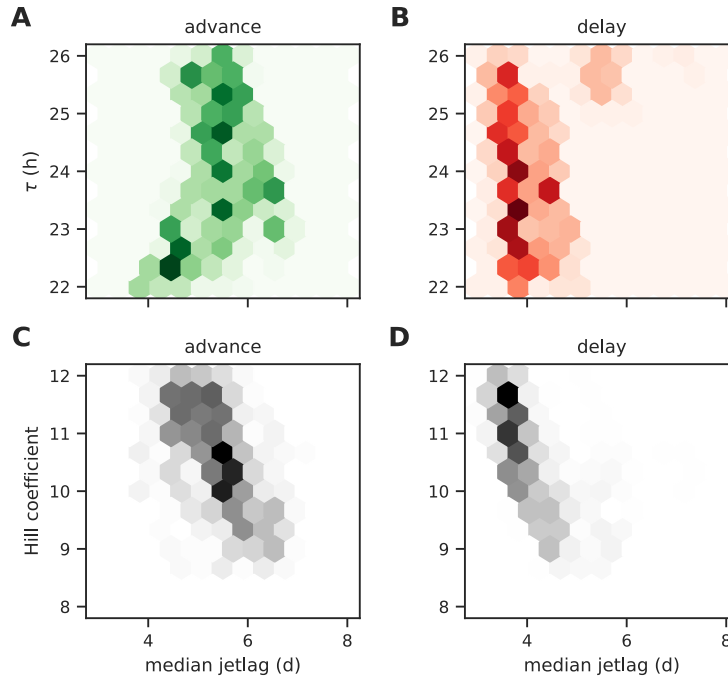 A
advance
B
delay
26
25
24
23
22
τ (h)
26
25
24
23
22
C
advance
D
delay
12
11
10
9
8
Hill coefficient
4
6
8
median jetlag (d)
12
11
10
9
8
4
6
8
median jetlag (d)